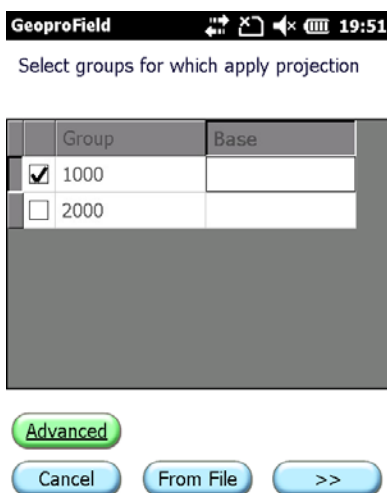 GeoproField 19:51
Select groups for which apply projection
Group Base
1000
2000
Advanced
Cancel From File >>